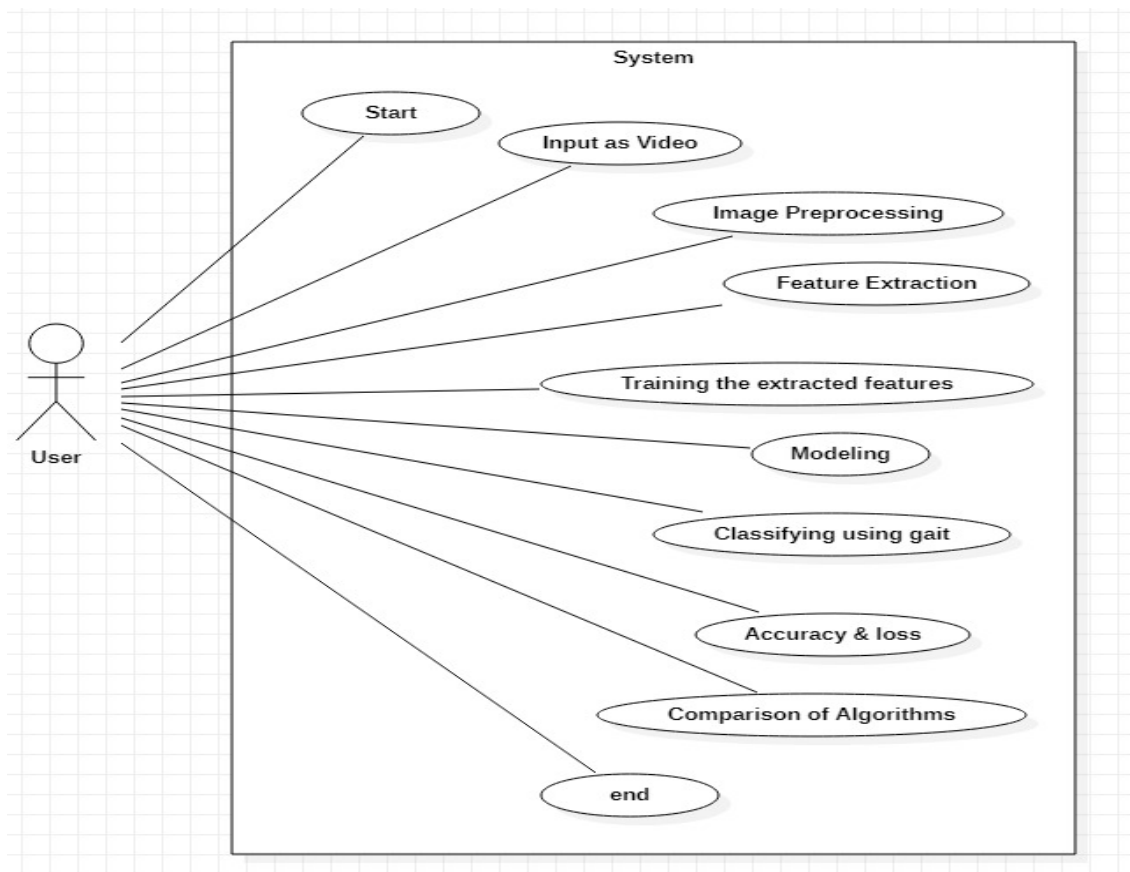 System
Start
Input as Video
Image Preprocessing
Feature Extraction
Training the extracted features
User
Modeling
Classifying using gait
Accuracy & loss
Comparison of Algorithms
end